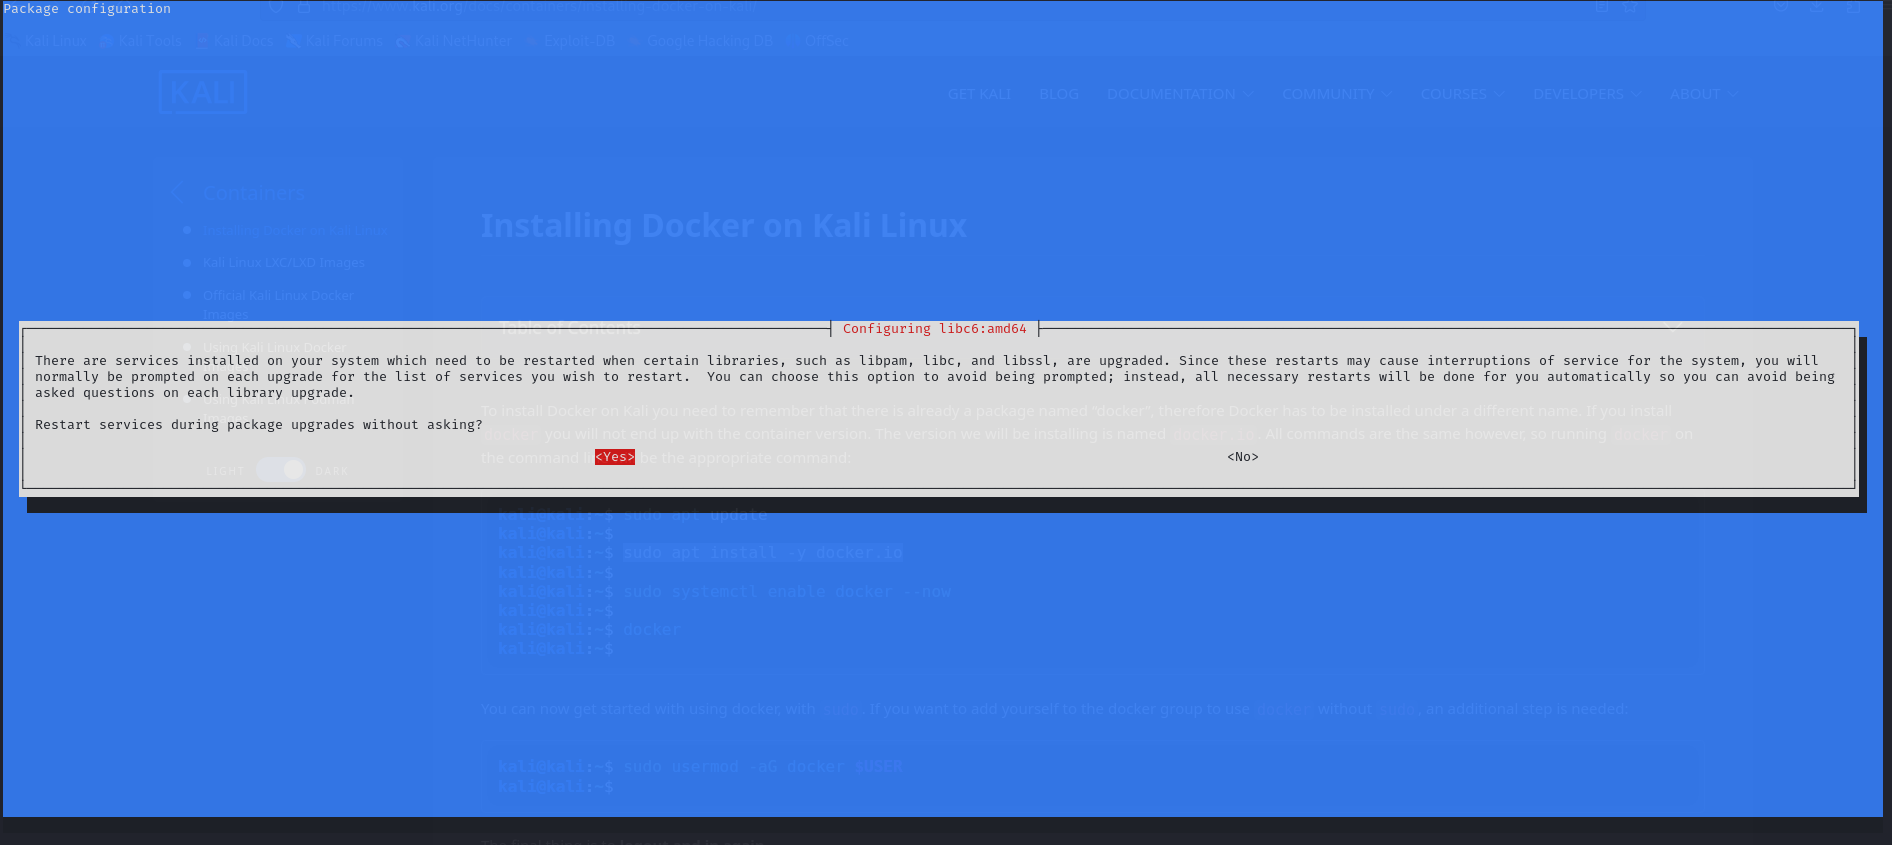 Package configuration
Kali Linux Kali Tools Kali Docs Kali Forums Kali NetHunter Exploit-DB Google Hacking DB OffSec
KALI
GET KALI BLOG DOCUMENTATION COMMUNITY COURSES DEVELOPERS ABOUT
Containers
Installing Docker on Kali Linux
Kali Linux LXC/LXD Images
Official Kali Linux Docker
Images
Using Kali Linux Docker
Images
LIGHT DARK
Installing Docker on Kali Linux
Table of Contents
Configuring libc6:amd64
There are services installed on your system which need to be restarted when certain libraries, such as libpam, libc, and libssl, are upgraded. Since these restarts may cause interruptions of service for the system, you will
normally be prompted on each upgrade for the list of services you wish to restart.  You can choose this option to avoid being prompted; instead, all necessary restarts will be done for you automatically so you can avoid being
asked questions on each library upgrade.
Restart services during package upgrades without asking?
<Yes> <No>
To install Docker on Kali you need to remember that there is already a package named "docker", therefore Docker has to be installed under a different name. If you install
docker you will not end up with the container version. The version we will be installing is named docker.io. All commands are the same however, so running docker on
the command be the appropriate command:
kali@kali:~$ sudo apt update
kali@kali:~$
kali@kali:~$ sudo apt install -y docker.io
kali@kali:~$
kali@kali:~$ sudo systemctl enable docker --now
kali@kali:~$
kali@kali:~$ docker
kali@kali:~$
You can now get started with using docker, with sudo. If you want to add yourself to the docker group to use docker without sudo, an additional step is needed:
kali@kali:~$ sudo usermod -aG docker $USER
kali@kali:~$